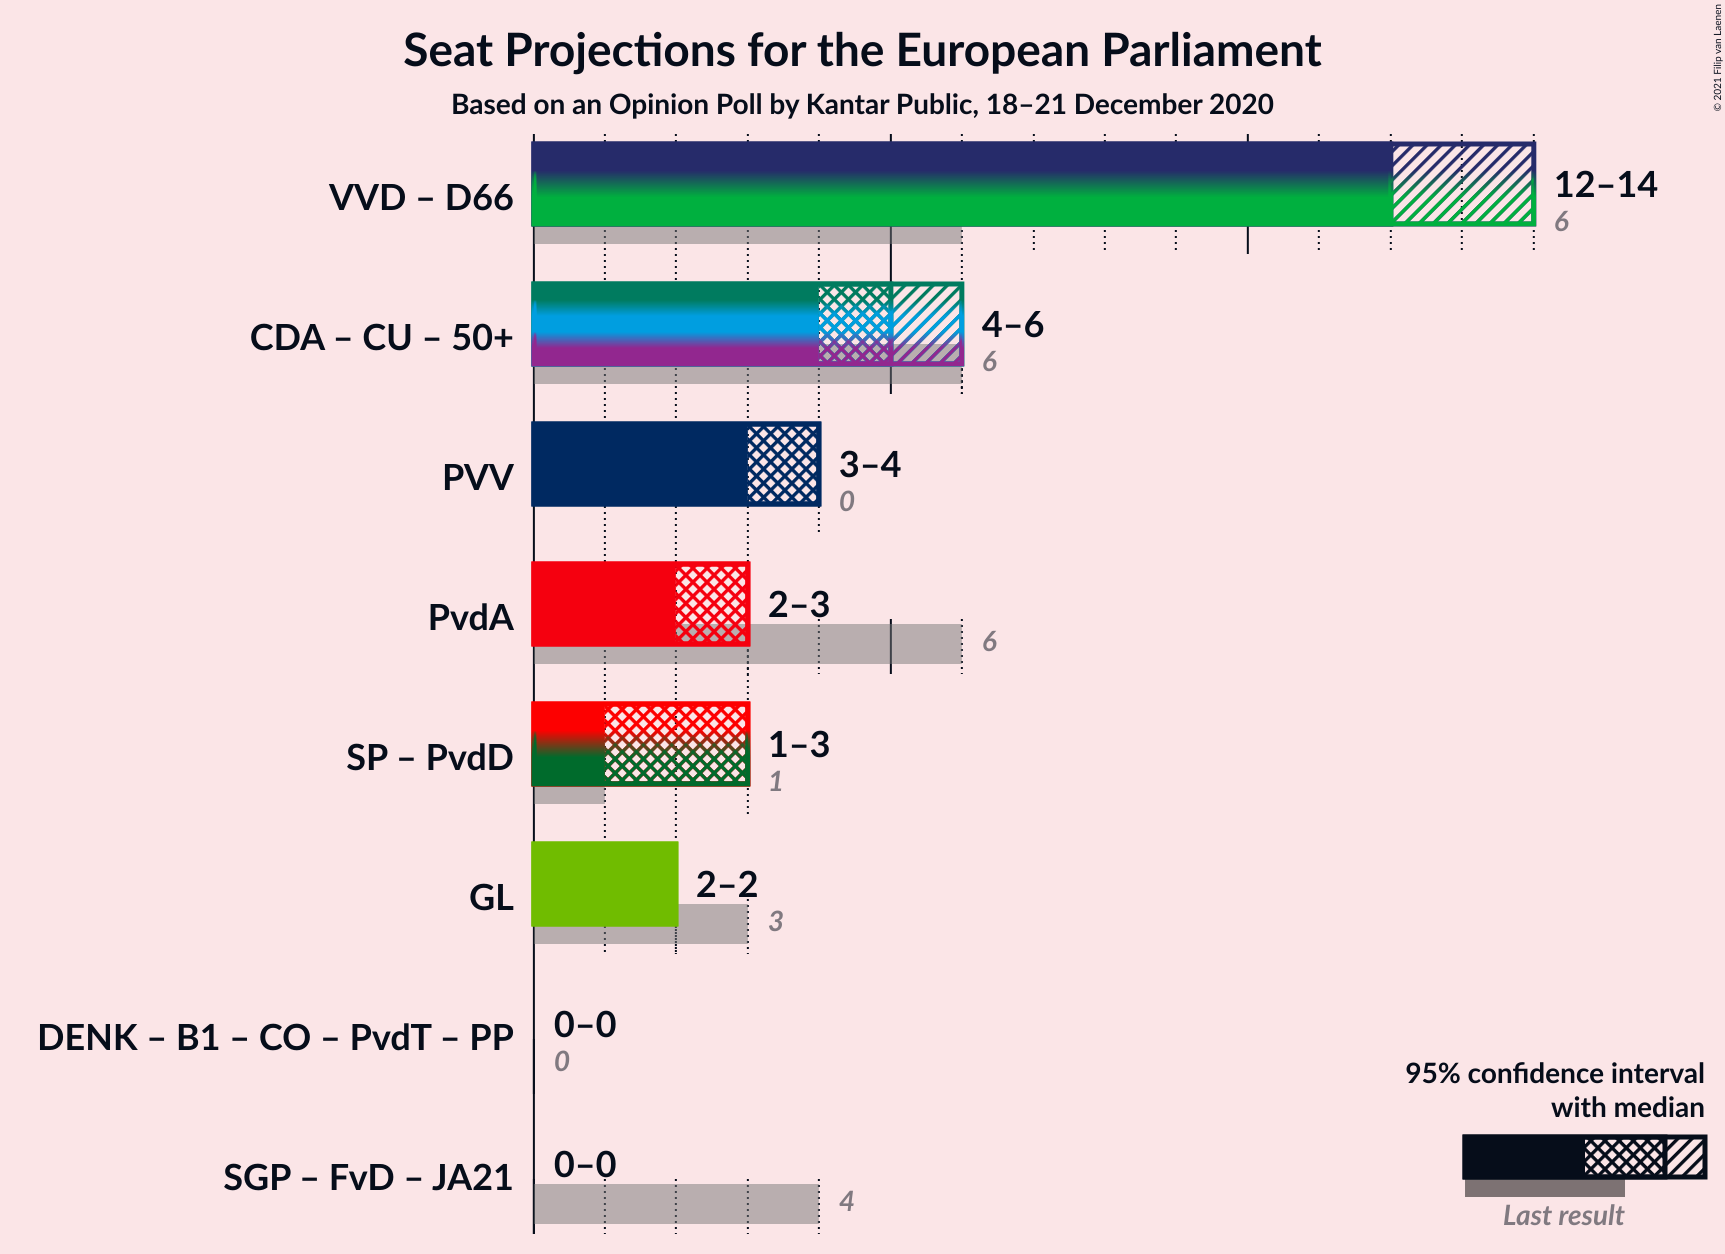 Seat Projections for the European Parliament
Based on an Opinion Poll by Kantar Public, 18–21 December 2020
© 2021 Filip van Laenen
VVD – D66
12–14
6
CDA – CU – 50+
4–6
6
PVV
3–4
0
PvdA
2–3
6
SP – PvdD
1–3
1
GL
2–2
3
DENK – B1 – CO – PvdT – PP
0–0
0
SGP – FvD – JA21
0–0
4
95% confidence interval
with median
Last result